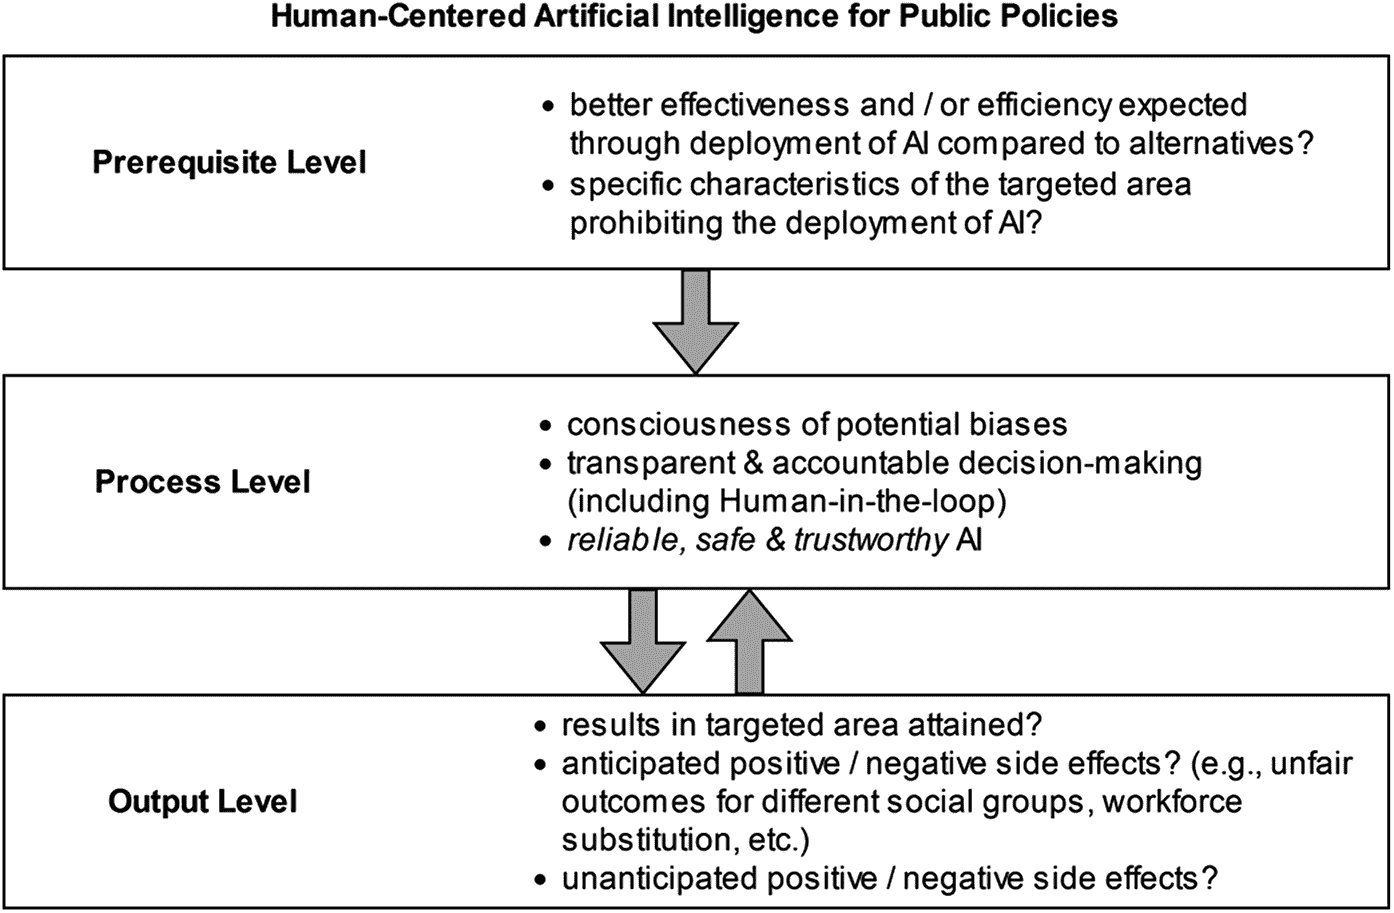 Human-Centered Artificial Intelligence for Public Policies
Prerequisite Level
• better effectiveness and / or efficiency expected
through deployment of AI compared to alternatives?
• specific characteristics of the targeted area
prohibiting the deployment of AI?
Process Level
• consciousness of potential biases
• transparent & accountable decision-making
(including Human-in-the-loop)
• reliable, safe & trustworthy AI
Output Level
• results in targeted area attained?
• anticipated positive / negative side effects? (e.g., unfair
outcomes for different social groups, workforce
substitution, etc.)
• unanticipated positive / negative side effects?